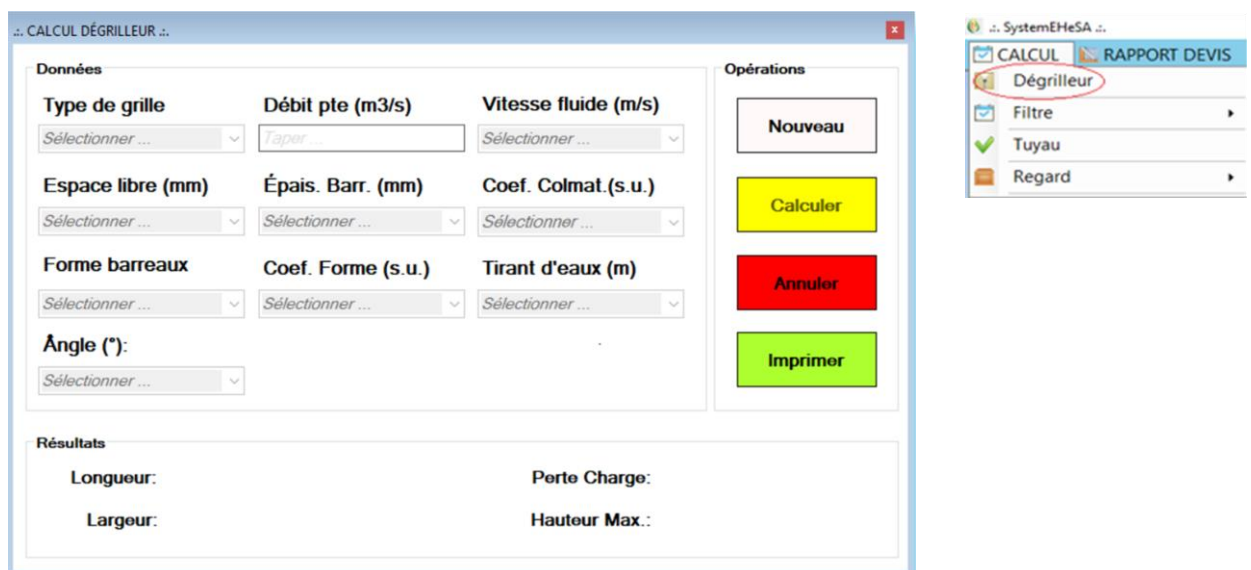 .:. CALCUL DÉGRILLEUR .:.
x
Données
Type de grille
Débit pte (m3/s)
Vitesse fluide (m/s)
Sélectionner ...
Taper ...
Sélectionner ...
Espace libre (mm)
Épais. Barr. (mm)
Coef. Colmat.(s.u.)
Sélectionner ...
Sélectionner ...
Sélectionner ...
Forme barreaux
Coef. Forme (s.u.)
Tirant d'eaux (m)
Sélectionner ...
Sélectionner ...
Sélectionner ...
Ângle (°):
Sélectionner ...
Opérations
Nouveau
Calculer
Annuler
Imprimer
Résultats
Longueur:
Perte Charge:
Largeur:
Hauteur Max.:
.:. SystemEHeSA .:.
CALCUL RAPPORT DEVIS
Dégrilleur
Filtre
Tuyau
Regard